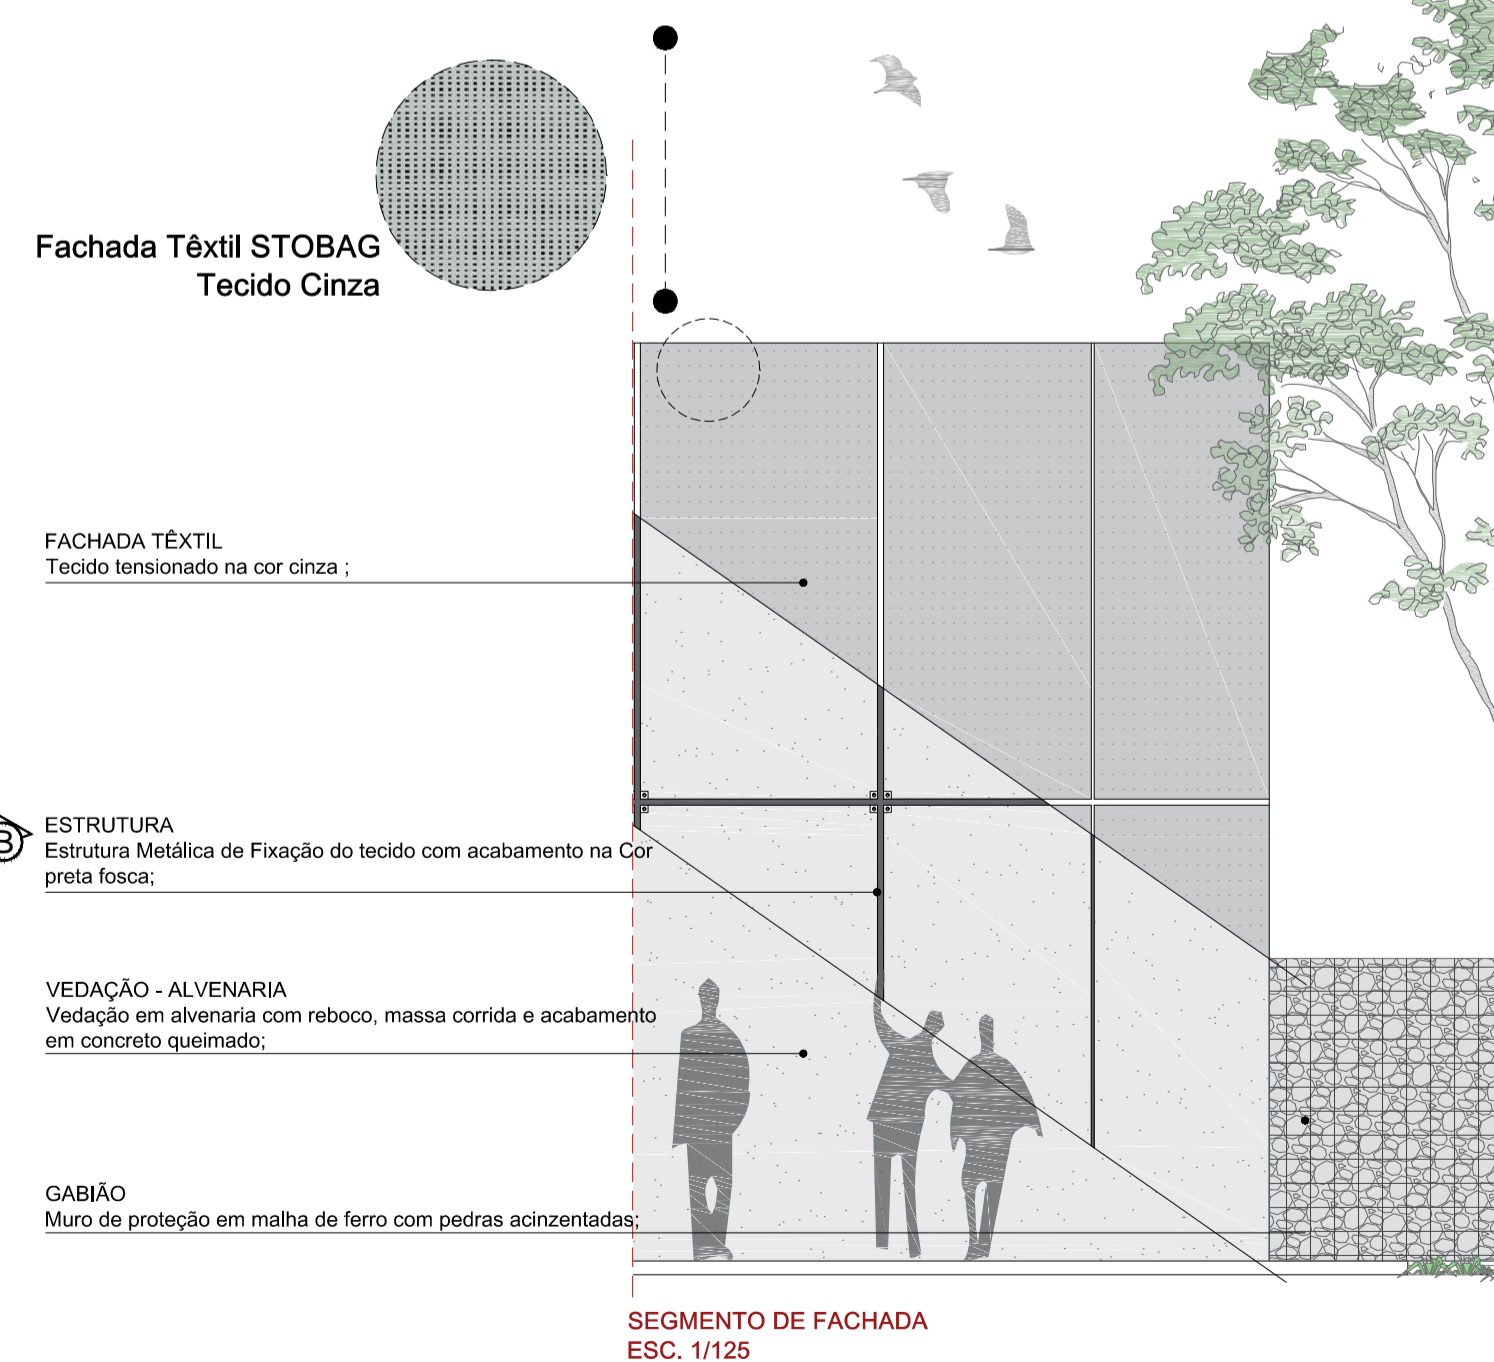 Fachada Têxtil STOBAG
Tecido Cinza
FACHADA TÊXTIL
Tecido tensionado na cor cinza ;
B
ESTRUTURA
Estrutura Metálica de Fixação do tecido com acabamento na Cor
preta fosca;
VEDAÇÃO - ALVENARIA
Vedação em alvenaria com reboco, massa corrida e acabamento
em concreto queimado;
GABIÃO
Muro de proteção em malha de ferro com pedras acinzentadas;
SEGMENTO DE FACHADA
ESC. 1/125